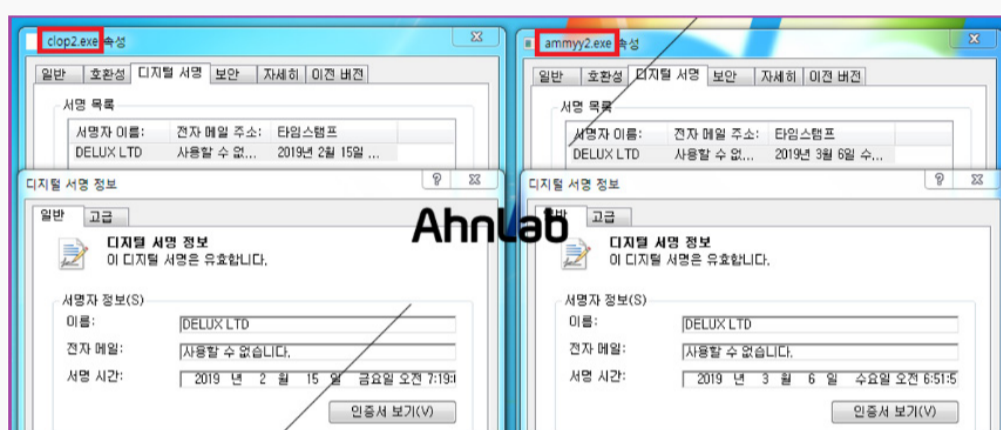 clop2.exe 속성
일반 호환성 디지털 서명 보안 자세히 이전 버전
서명 목록
서명자 이름: 전자 메일 주소: 타임스탬프
DELUX LTD 사용할 수 없... 2019년 2월 15일 ...
디지털 서명 정보
일반 고급
디지털 서명 정보
이 디지털 서명은 유효합니다.
서명자 정보(S)
이름: DELUX LTD
전자 메일: 사용할 수 없습니다.
서명 시간: 2019 년 2 월 15 일 금요일 오전 7:19:
인증서 보기(V)
ammyy2.exe 속성
일반 호환성 디지털 서명 보안 자세히 이전 버전
서명 목록
서명자 이름: 전자 메일 주소: 타임스탬프
DELUX LTD 사용할 수 없... 2019년 3월 6일 수...
디지털 서명 정보
일반 고급
디지털 서명 정보
이 디지털 서명은 유효합니다.
서명자 정보(S)
이름: DELUX LTD
전자 메일: 사용할 수 없습니다.
서명 시간: 2019 년 3 월 6 일 수요일 오전 6:51:5
인증서 보기(V)
AhnLab